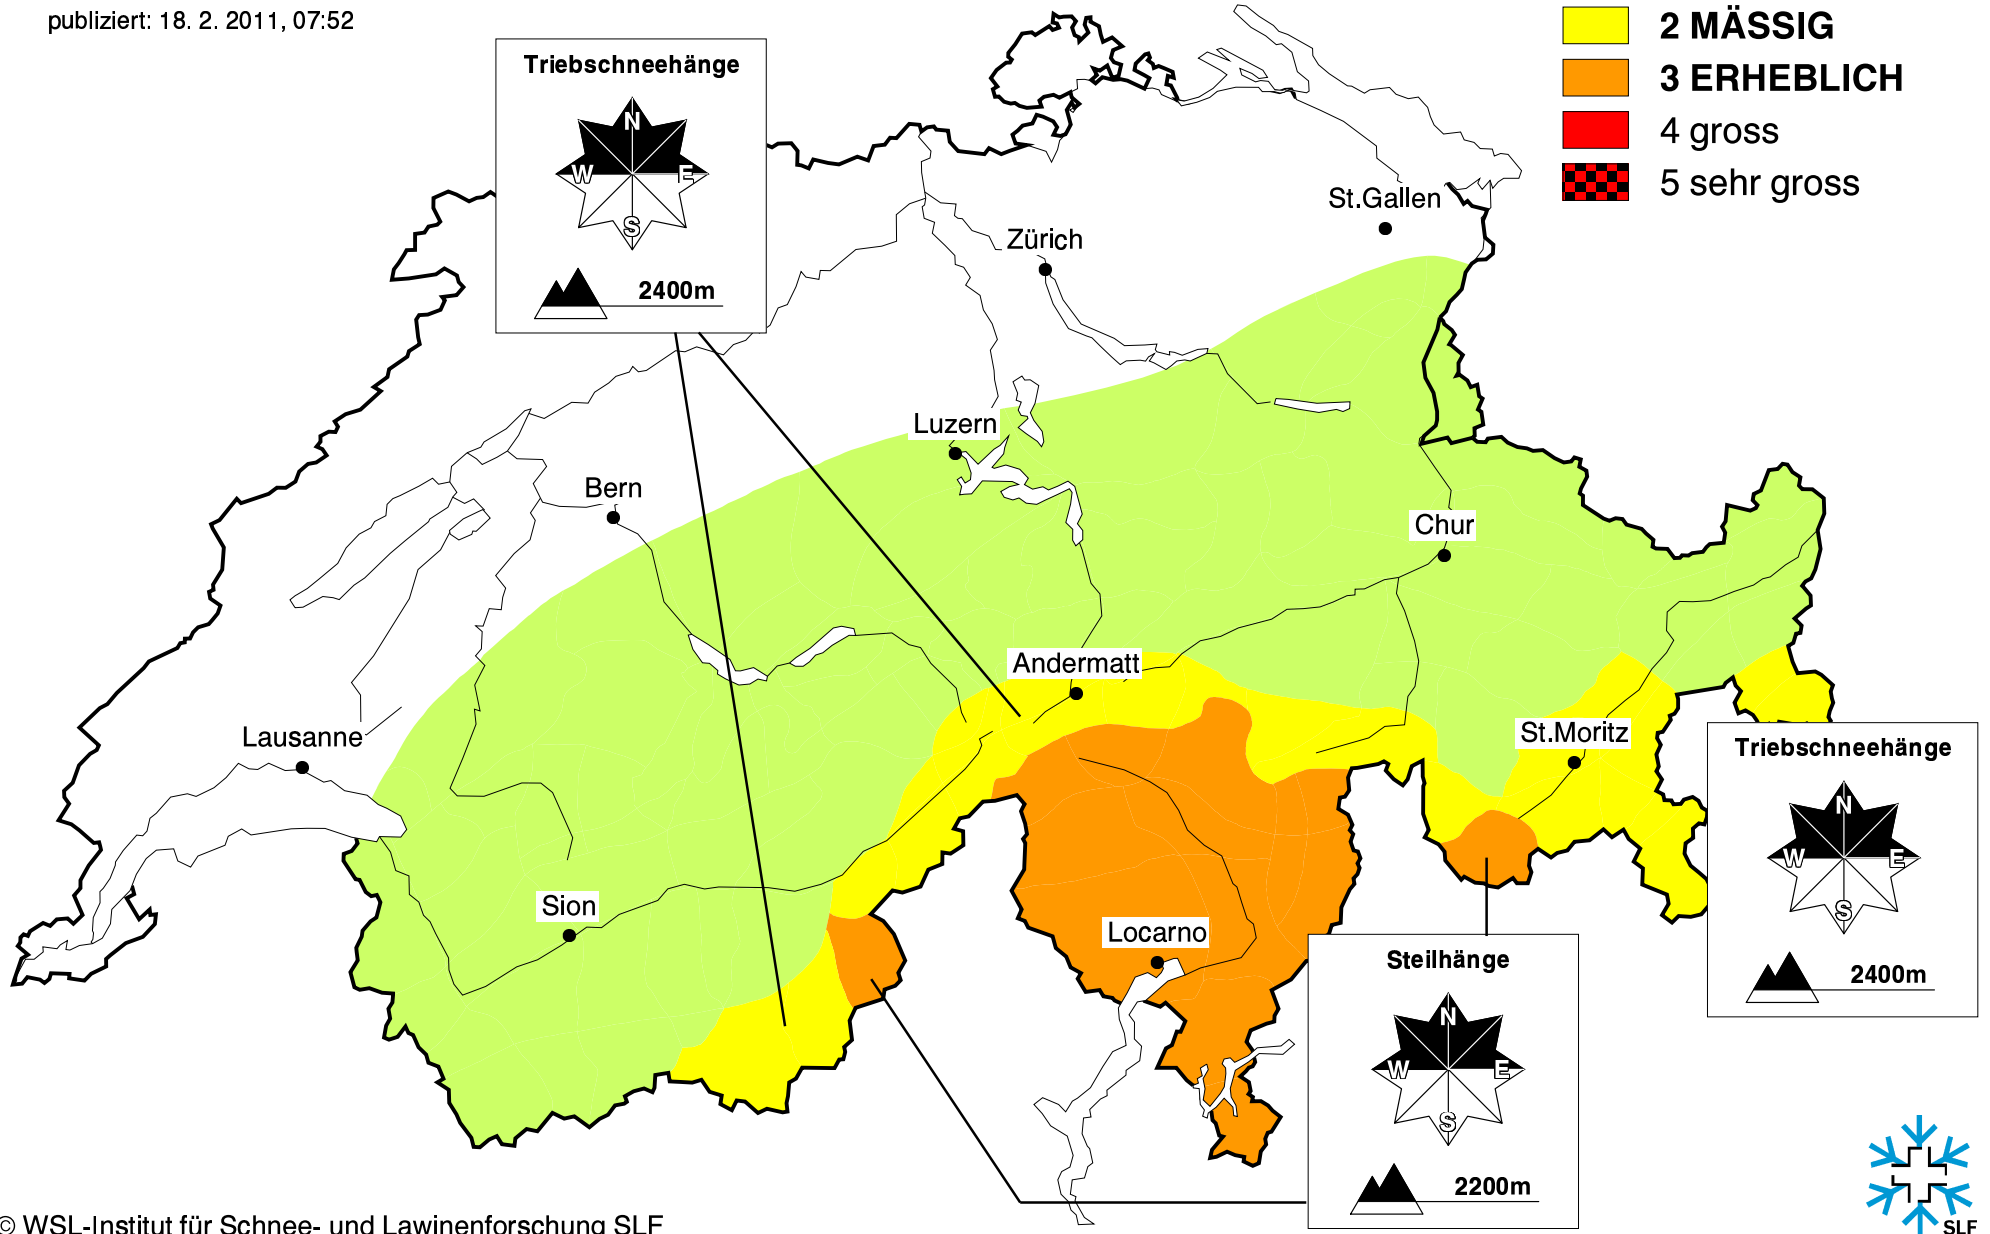 publiziert: 18. 2. 2011, 07:52
2 MÄSSIG
3 ERHEBLICH
4 gross
5 sehr gross
Triebschneehänge
N
W E
S
2400m
St.Gallen
Zürich
Luzern
Bern
Chur
Andermatt
Lausanne
St.Moritz
Sion
Locarno
Triebschneehänge
N
W E
S
2400m
Steilhänge
N
W E
S
2200m
© WSL-Institut für Schnee- und Lawinenforschung SLF
SLF